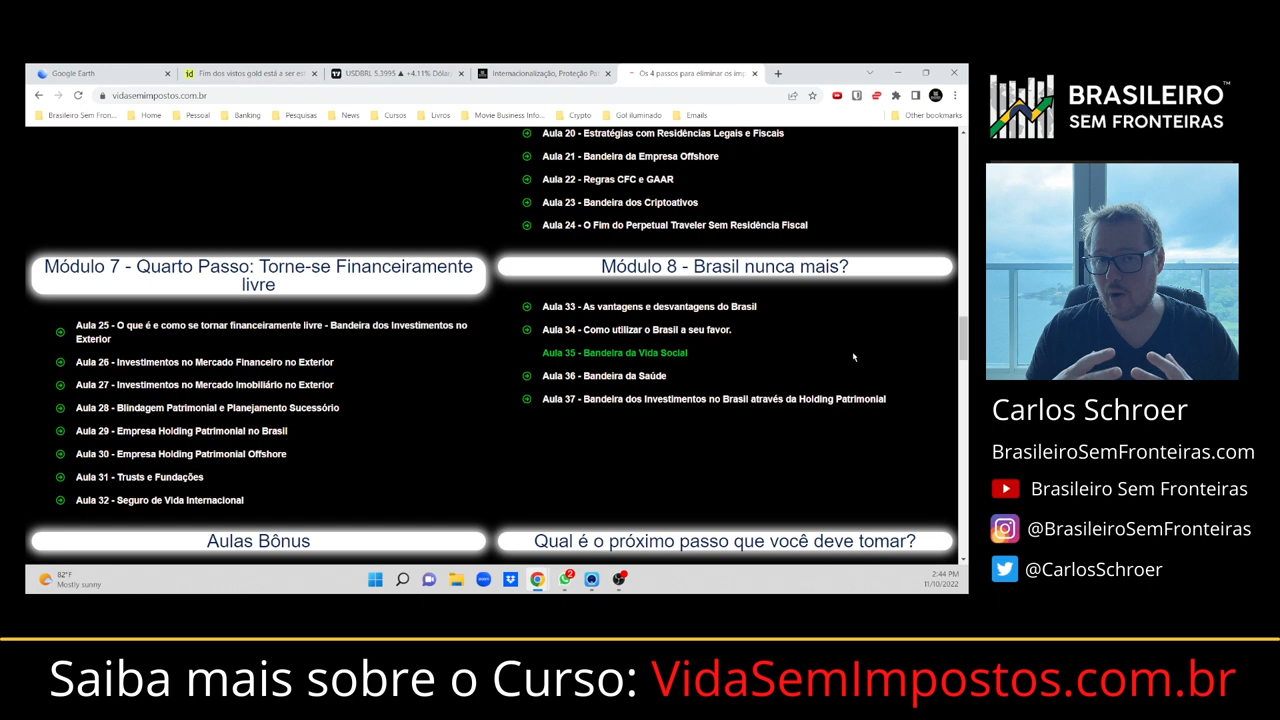 Google Earth
Fim dos vistos gold está a ser es
USDBRL 5.3995 ▲ +4.11% Dólar
Internacionalização, Proteção Pat
Os 4 passos para eliminar os imp
vidasemimpostos.com.br
Brasileiro Sem Fron...
Home
Pessoal
Banking
Pesquisas
News
Cursos
Livros
Movie Business Info...
Crypto
Gol iluminado
Emails
Other bookmarks
Aula 20 - Estratégias com Residências Legais e Fiscais
Aula 21 - Bandeira da Empresa Offshore
Aula 22 - Regras CFC e GAAR
Aula 23 - Bandeira dos Criptoativos
Aula 24 - O Fim do Perpetual Traveler Sem Residência Fiscal
Módulo 7 - Quarto Passo: Torne-se Financeiramente
livre
Aula 25 - O que é e como se tornar financeiramente livre - Bandeira dos Investimentos no
Exterior
Aula 26 - Investimentos no Mercado Financeiro no Exterior
Aula 27 - Investimentos no Mercado Imobiliário no Exterior
Aula 28 - Blindagem Patrimonial e Planejamento Sucessório
Aula 29 - Empresa Holding Patrimonial no Brasil
Aula 30 - Empresa Holding Patrimonial Offshore
Aula 31 - Trusts e Fundações
Aula 32 - Seguro de Vida Internacional
Módulo 8 - Brasil nunca mais?
Aula 33 - As vantagens e desvantagens do Brasil
Aula 34 - Como utilizar o Brasil a seu favor.
Aula 35 - Bandeira da Vida Social
Aula 36 - Bandeira da Saúde
Aula 37 - Bandeira dos Investimentos no Brasil através da Holding Patrimonial
Aulas Bônus
Qual é o próximo passo que você deve tomar?
82°F
Mostly sunny
zoom
2
2:44 PM
11/10/2022
BRASILEIRO™
SEM FRONTEIRAS
Carlos Schroer
BrasileiroSemFronteiras.com
Brasileiro Sem Fronteiras
@BrasileiroSemFronteiras
@CarlosSchroer
Saiba mais sobre o Curso: VidaSemImpostos.com.br